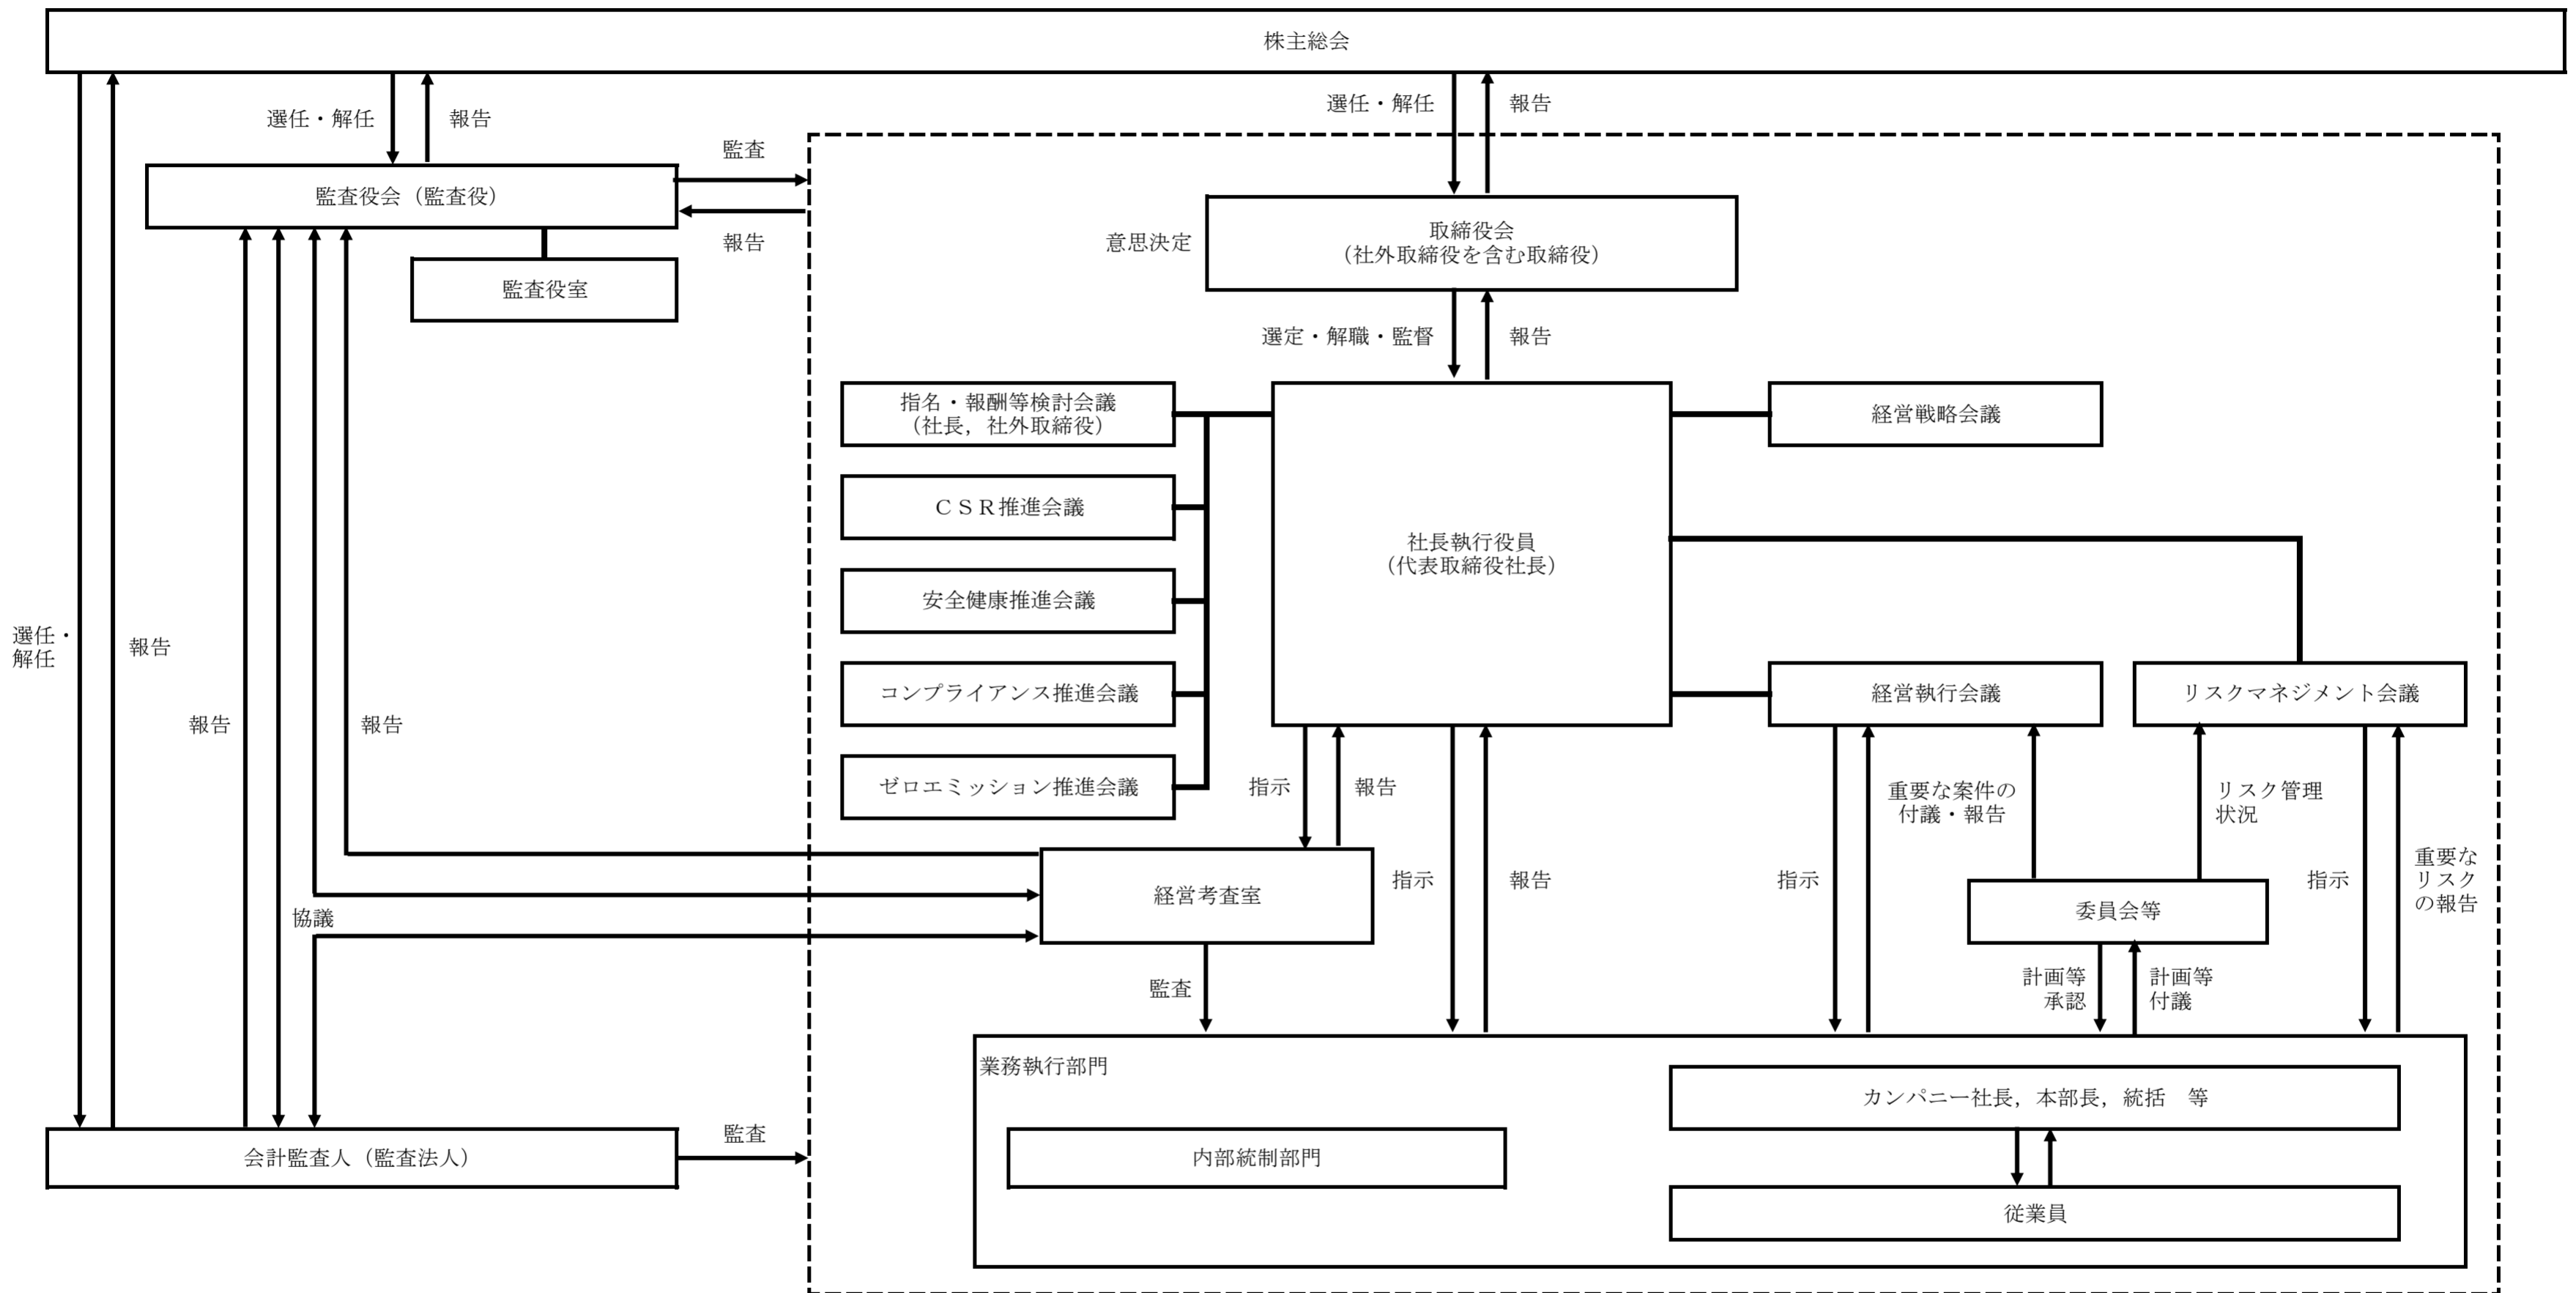 株主総会
選任・解任
報告
選任・解任
報告
監査
監査役会（監査役）
報告
監査役室
意思決定
取締役会
（社外取締役を含む取締役）
選定・解職・監督
報告
指名・報酬等検討会議
（社長，社外取締役）
経営戦略会議
ＣＳＲ推進会議
社長執行役員
（代表取締役社長）
安全健康推進会議
選任・
解任
報告
コンプライアンス推進会議
経営執行会議
リスクマネジメント会議
報告
報告
ゼロエミッション推進会議
指示
報告
重要な案件の
付議・報告
リスク管理
状況
経営考査室
指示
報告
指示
委員会等
指示
重要な
リスク
の報告
協議
監査
計画等
承認
計画等
付議
業務執行部門
カンパニー社長，本部長，統括　等
会計監査人（監査法人）
監査
内部統制部門
従業員